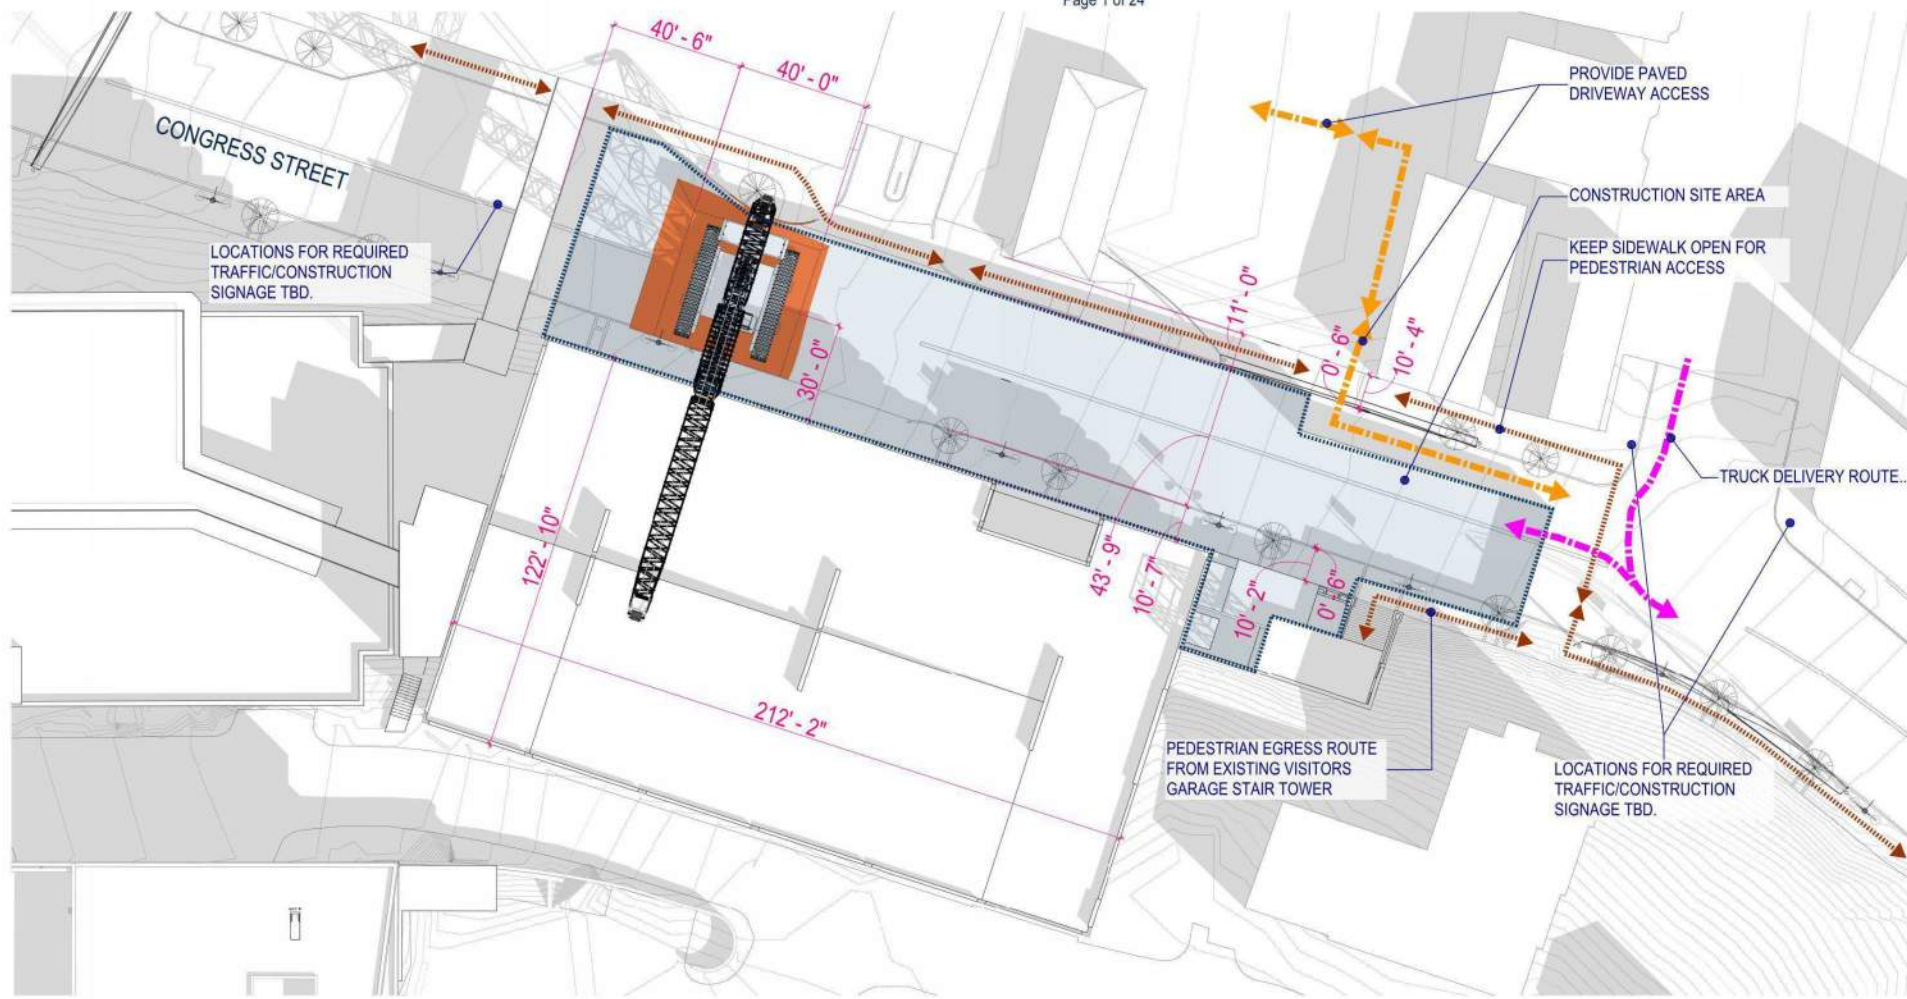 Page 1 of 24
40' - 6"
40' - 0"
PROVIDE PAVED
DRIVEWAY ACCESS
CONGRESS STREET
CONSTRUCTION SITE AREA
KEEP SIDEWALK OPEN FOR
PEDESTRIAN ACCESS
LOCATIONS FOR REQUIRED
TRAFFIC/CONSTRUCTION
SIGNAGE TBD.
11' - 0"
0' - 6"
10' - 4"
30' - 0"
TRUCK DELIVERY ROUTE..
122' - 10"
43' - 9"
10' - 7"
10' - 2"
0' - 6"
212' - 2"
PEDESTRIAN EGRESS ROUTE
FROM EXISTING VISITORS
GARAGE STAIR TOWER
LOCATIONS FOR REQUIRED
TRAFFIC/CONSTRUCTION
SIGNAGE TBD.